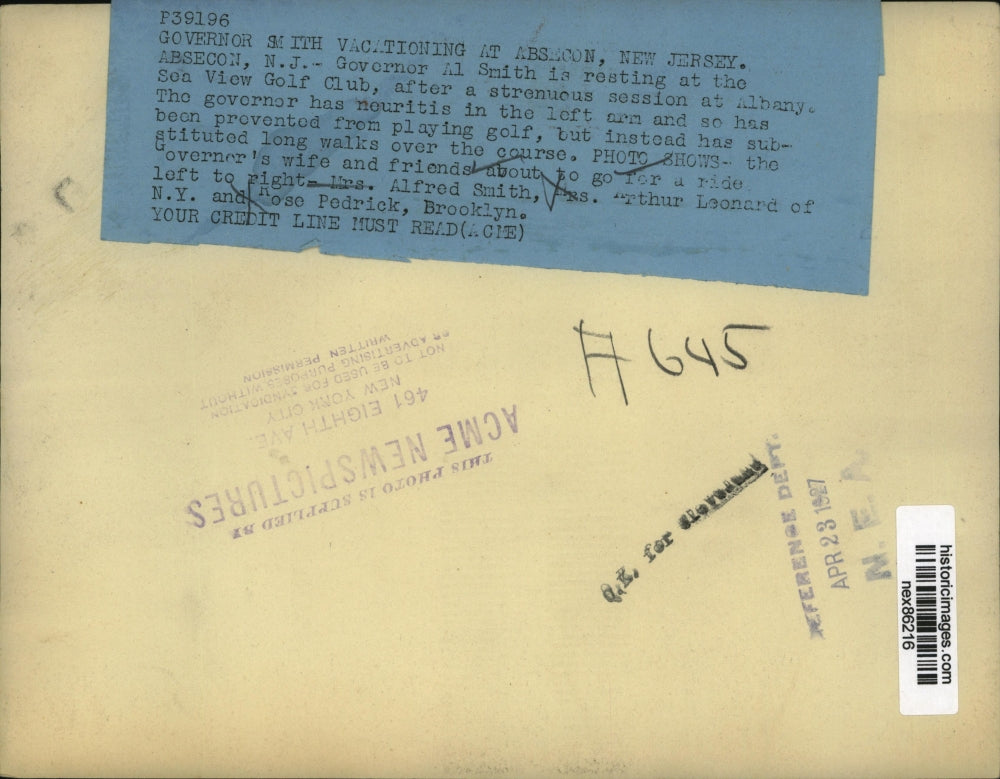 P39196
GOVERNOR SMITH VACATIONING AT ABSECON, NEW JERSEY.
ABSECON, N.J.- Governor Al Smith is resting at the
Sea View Golf Club, after a strenuous session at Albany.
The governor has neuritis in the left arm and so has
been prevented from playing golf, but instead has sub-
stituted long walks over the course. PHOTO SHOWS- the
Governor's wife and friends about to go for a ride
left to right- Mrs. Alfred Smith, Mrs. Arthur Leonard of
N.Y. and Rose Pedrick, Brooklyn.
YOUR CREDIT LINE MUST READ(ACME)
# 645
THIS PHOTO IS SUPPLIED BY
ACME NEWSPICTURES
461 EIGHTH AVE.
NEW YORK CITY
NOT TO BE USED FOR SYNDICATION
OR ADVERTISING PURPOSES WITHOUT
WRITTEN PERMISSION
O.K. for Cleveland
REFERENCE DEPT.
APR 23 1927
N. E. A.
historicimages.com
nex86216